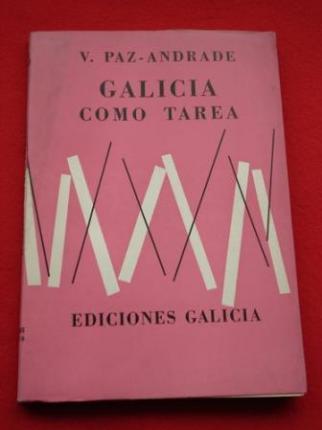 V. PAZ-ANDRADE
GALICIA
COMO TAREA
EDICIONES GALICIA